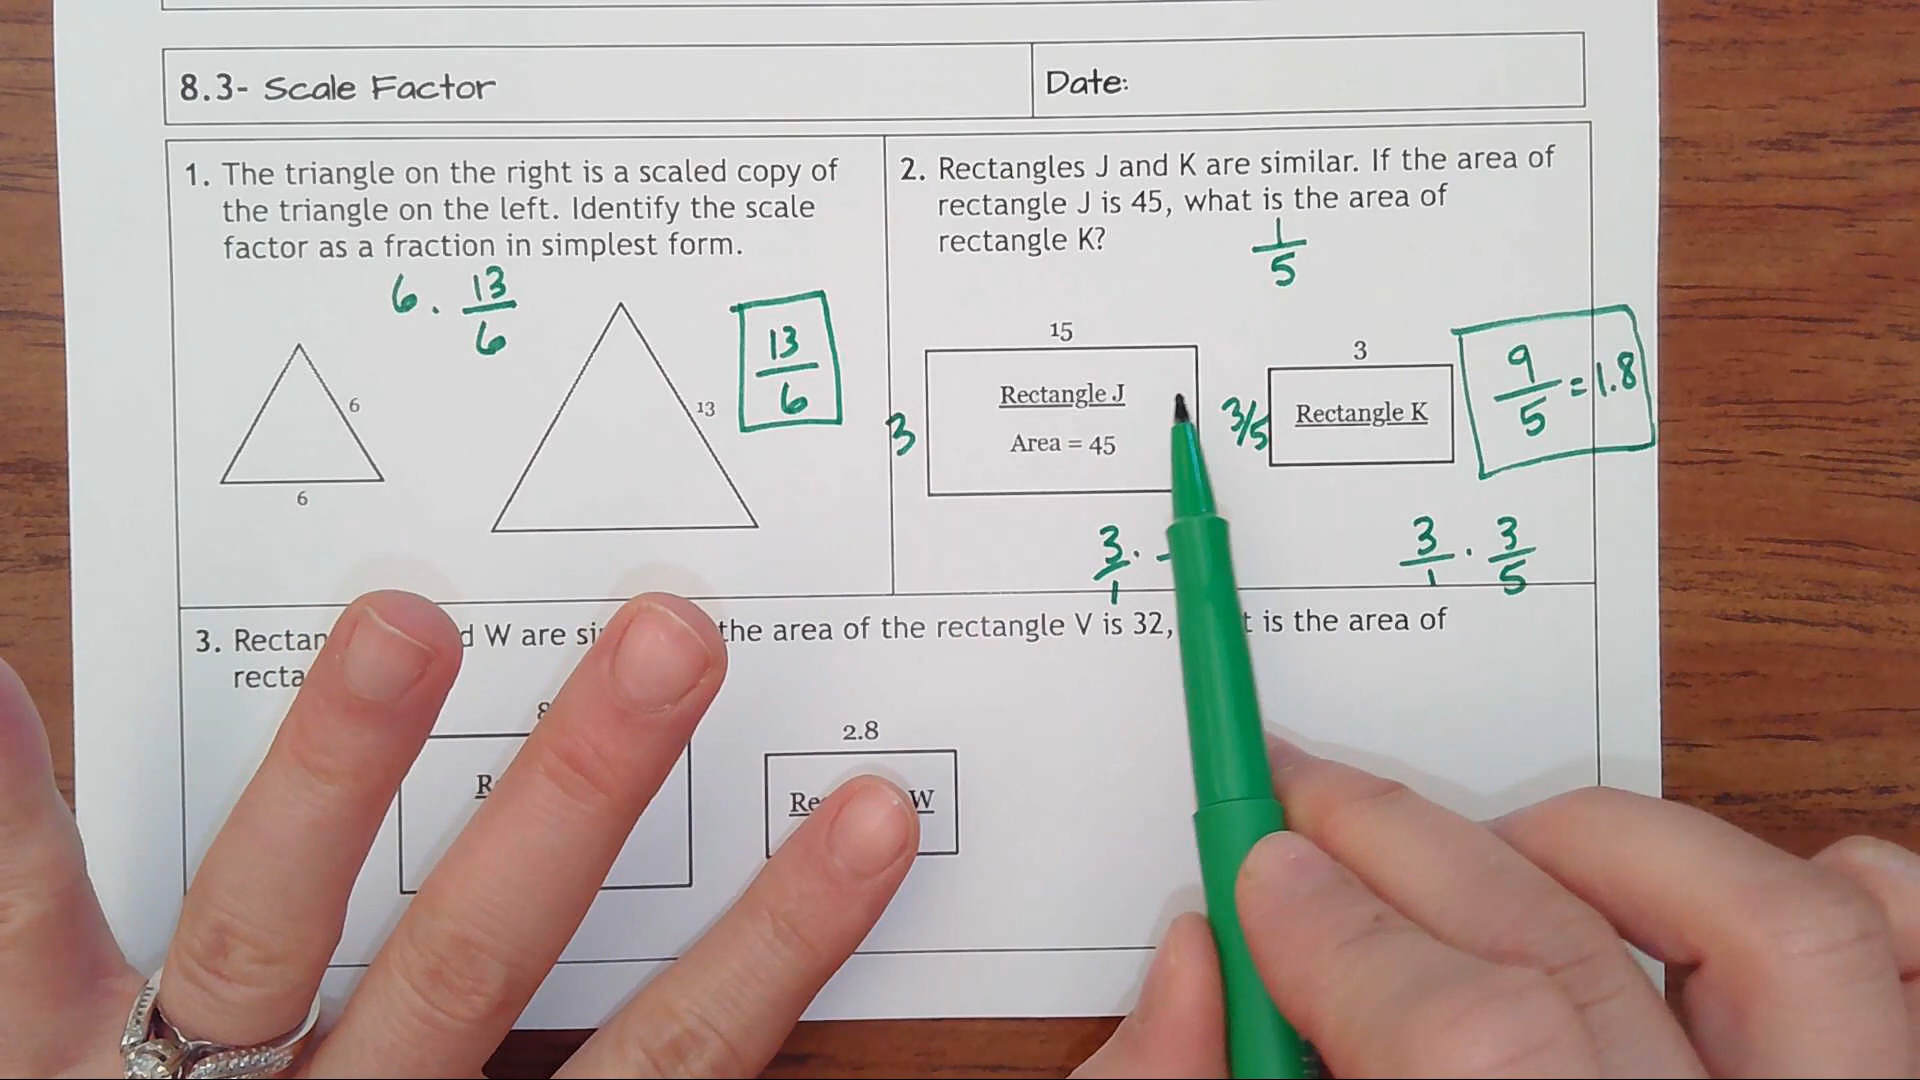 8.3- Scale Factor
Date:
1. The triangle on the right is a scaled copy of
the triangle on the left. Identify the scale
factor as a fraction in simplest form.
6 · 13/6
6
6
13
13/6
2. Rectangles J and K are similar. If the area of
rectangle J is 45, what is the area of
rectangle K?
1/5
15
Rectangle J
Area = 45
3
3
3/5
Rectangle K
9/5 = 1.8
3/1 ·
3/1 · 3/5
3. W are the area of the rectangle V is 32, is the area of
2.8
W